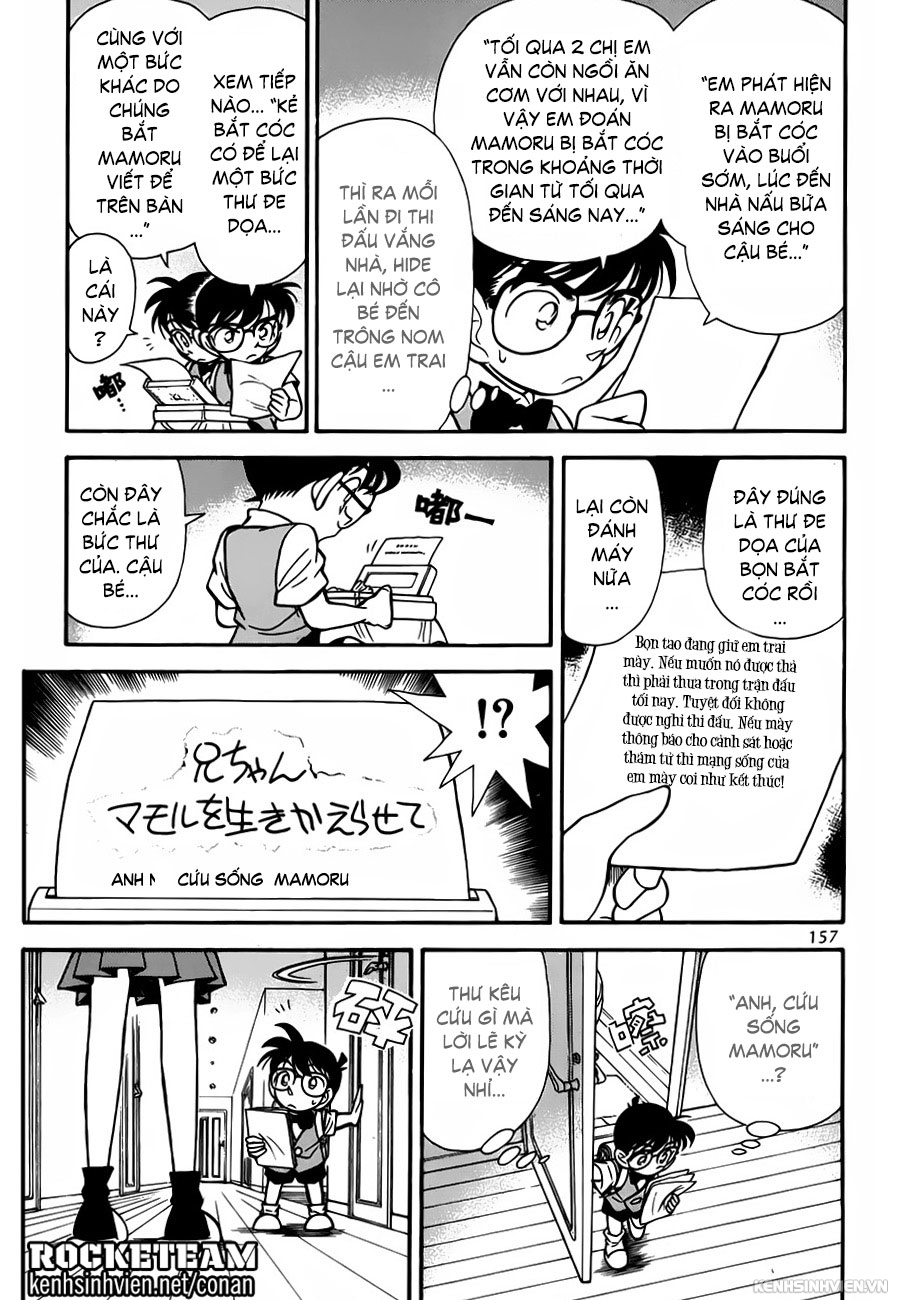 "EM PHÁT HIỆN
RA MAMORU
BỊ BẮT CÓC
VÀO BUỔI
SỚM, LÚC ĐẾN
NHÀ NẤU BỮA
SÁNG CHO
CẬU BÉ..."
"TỐI QUA 2 CHỊ EM
VẪN CÒN NGỒI ĂN
CƠM VỚI NHAU, VÌ
VẬY EM ĐOÁN
MAMORU BỊ BẮT CÓC
TRONG KHOẢNG THỜI
GIAN TỪ TỐI QUA
ĐẾN SÁNG NAY..."
THÌ RA MỖI
LẦN ĐI THI
ĐẤU VẮNG
NHÀ, HIDE
LẠI NHỜ CÔ
BÉ ĐẾN
TRÔNG NOM
CẬU EM TRAI
...
XEM TIẾP
NÀO... "KẺ
BẮT CÓC
CÓ ĐỂ LẠI
MỘT BỨC
THƯ ĐE
DỌA...
CÙNG VỚI
MỘT BỨC
KHÁC DO
CHÚNG
BẮT
MAMORU
VIẾT ĐỂ
TRÊN BÀN
..."
LÀ
CÁI NÀY
?
嘟...
ĐÂY ĐÚNG
LÀ THƯ ĐE
DỌA CỦA
BỌN BẮT
CÓC RỒI
...
LẠI CÒN
ĐÁNH
MÁY
NỮA
...
Bọn tao đang giữ em trai
mày. Nếu muốn nó được thả
thì phải thua trong trận đấu
tối nay. Tuyệt đối không
được nghỉ thi đấu. Nếu mày
thông báo cho cảnh sát hoặc
thám tử thì mạng sống của
em mày coi như kết thúc!
嘟—
CÒN ĐÂY
CHẮC LÀ
BỨC THƯ
CỦA. CẬU
BÉ...
!?
兄ちゃん
マモルを生きかえらせて
ANH CỨU SỐNG MAMORU
157
"ANH, CỨU
SỐNG
MAMORU"
...?
THƯ KÊU
CỨU GÌ MÀ
LỜI LẼ KỲ
LẠ VẬY
NHỈ...
砰
ROCKETEAM
kenhsinhvien.net/conan
KENHSINHVIEN.VN